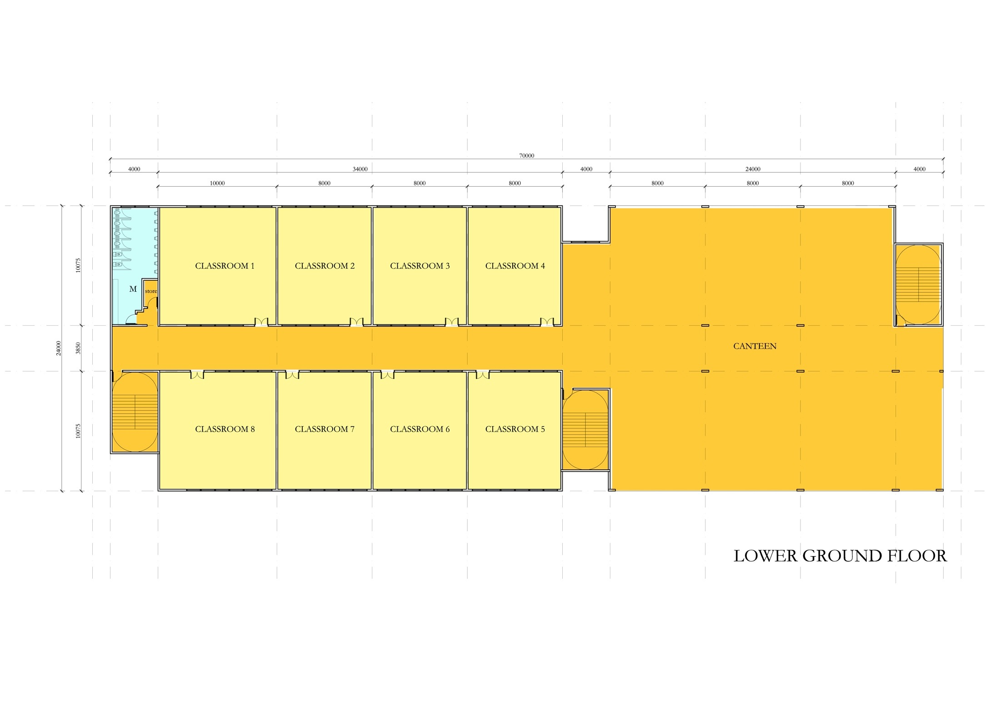 70000
4000
34000
4000
24000
4000
10000
8000
8000
8000
8000
8000
8000
24000
10075
3850
10075
CLASSROOM 1
CLASSROOM 2
CLASSROOM 3
CLASSROOM 4
M
store
CANTEEN
CLASSROOM 8
CLASSROOM 7
CLASSROOM 6
CLASSROOM 5
LOWER GROUND FLOOR